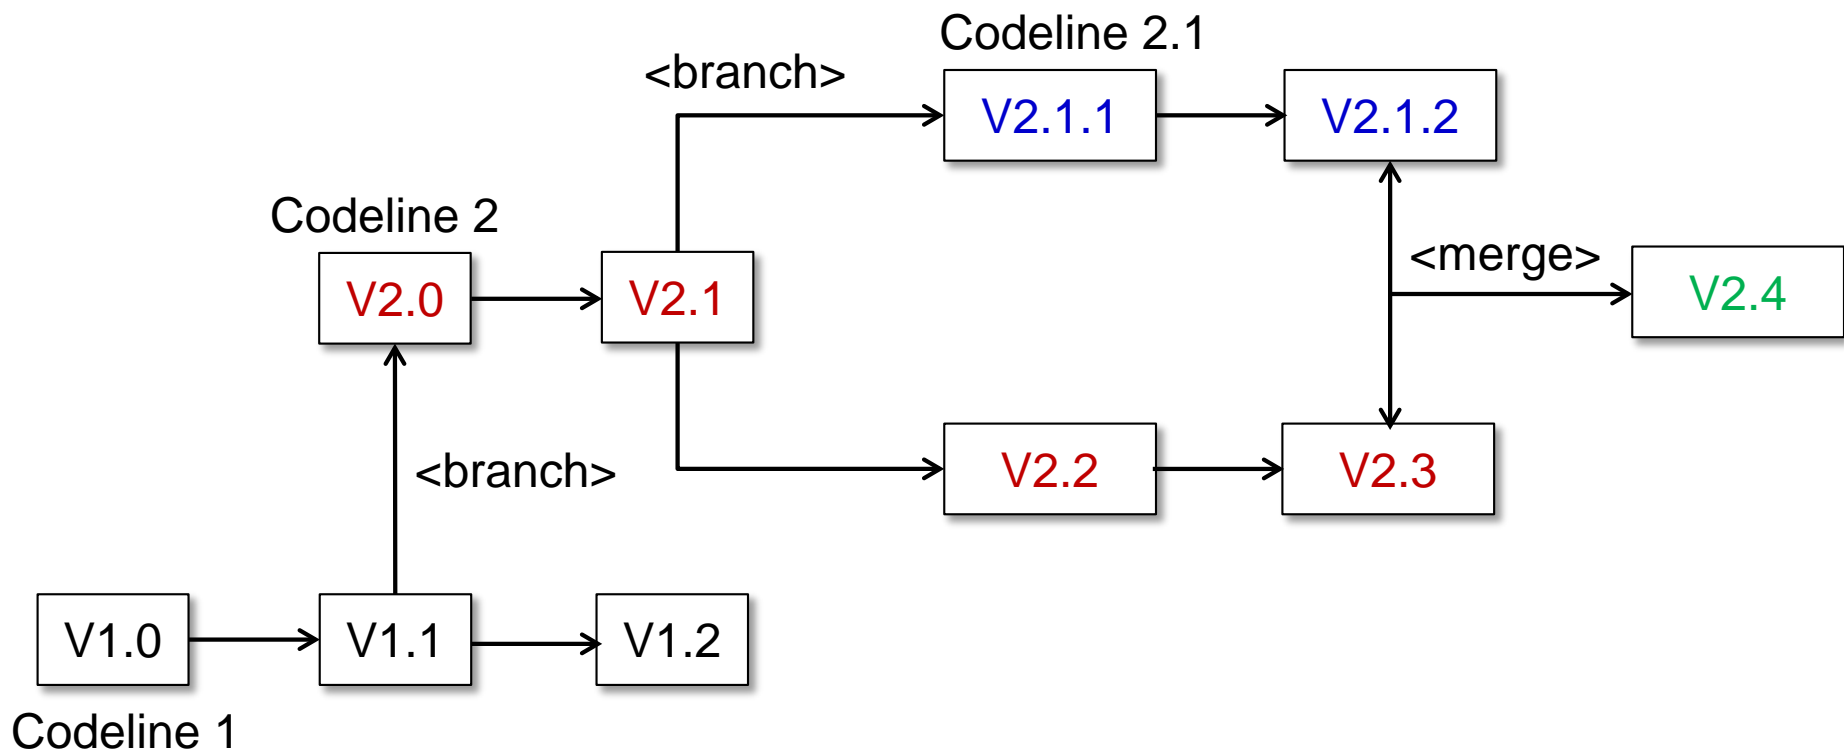 Codeline 2.1
<branch>
V2.1.1
V2.1.2
Codeline 2
<merge>
V2.0
V2.1
V2.4
<branch>
V2.2
V2.3
V1.0
V1.1
V1.2
Codeline 1